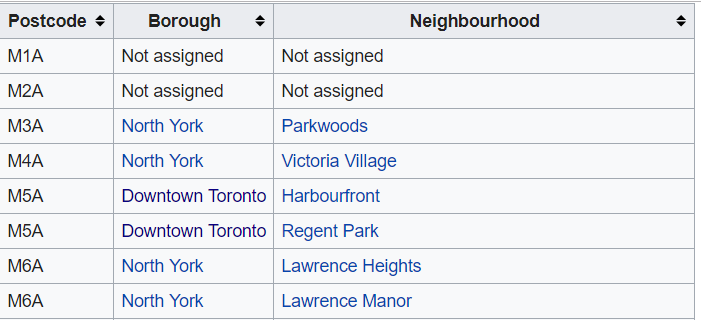 Postcode Borough Neighbourhood
M1A Not assigned Not assigned
M2A Not assigned Not assigned
M3A North York Parkwoods
M4A North York Victoria Village
M5A Downtown Toronto Harbourfront
M5A Downtown Toronto Regent Park
M6A North York Lawrence Heights
M6A North York Lawrence Manor